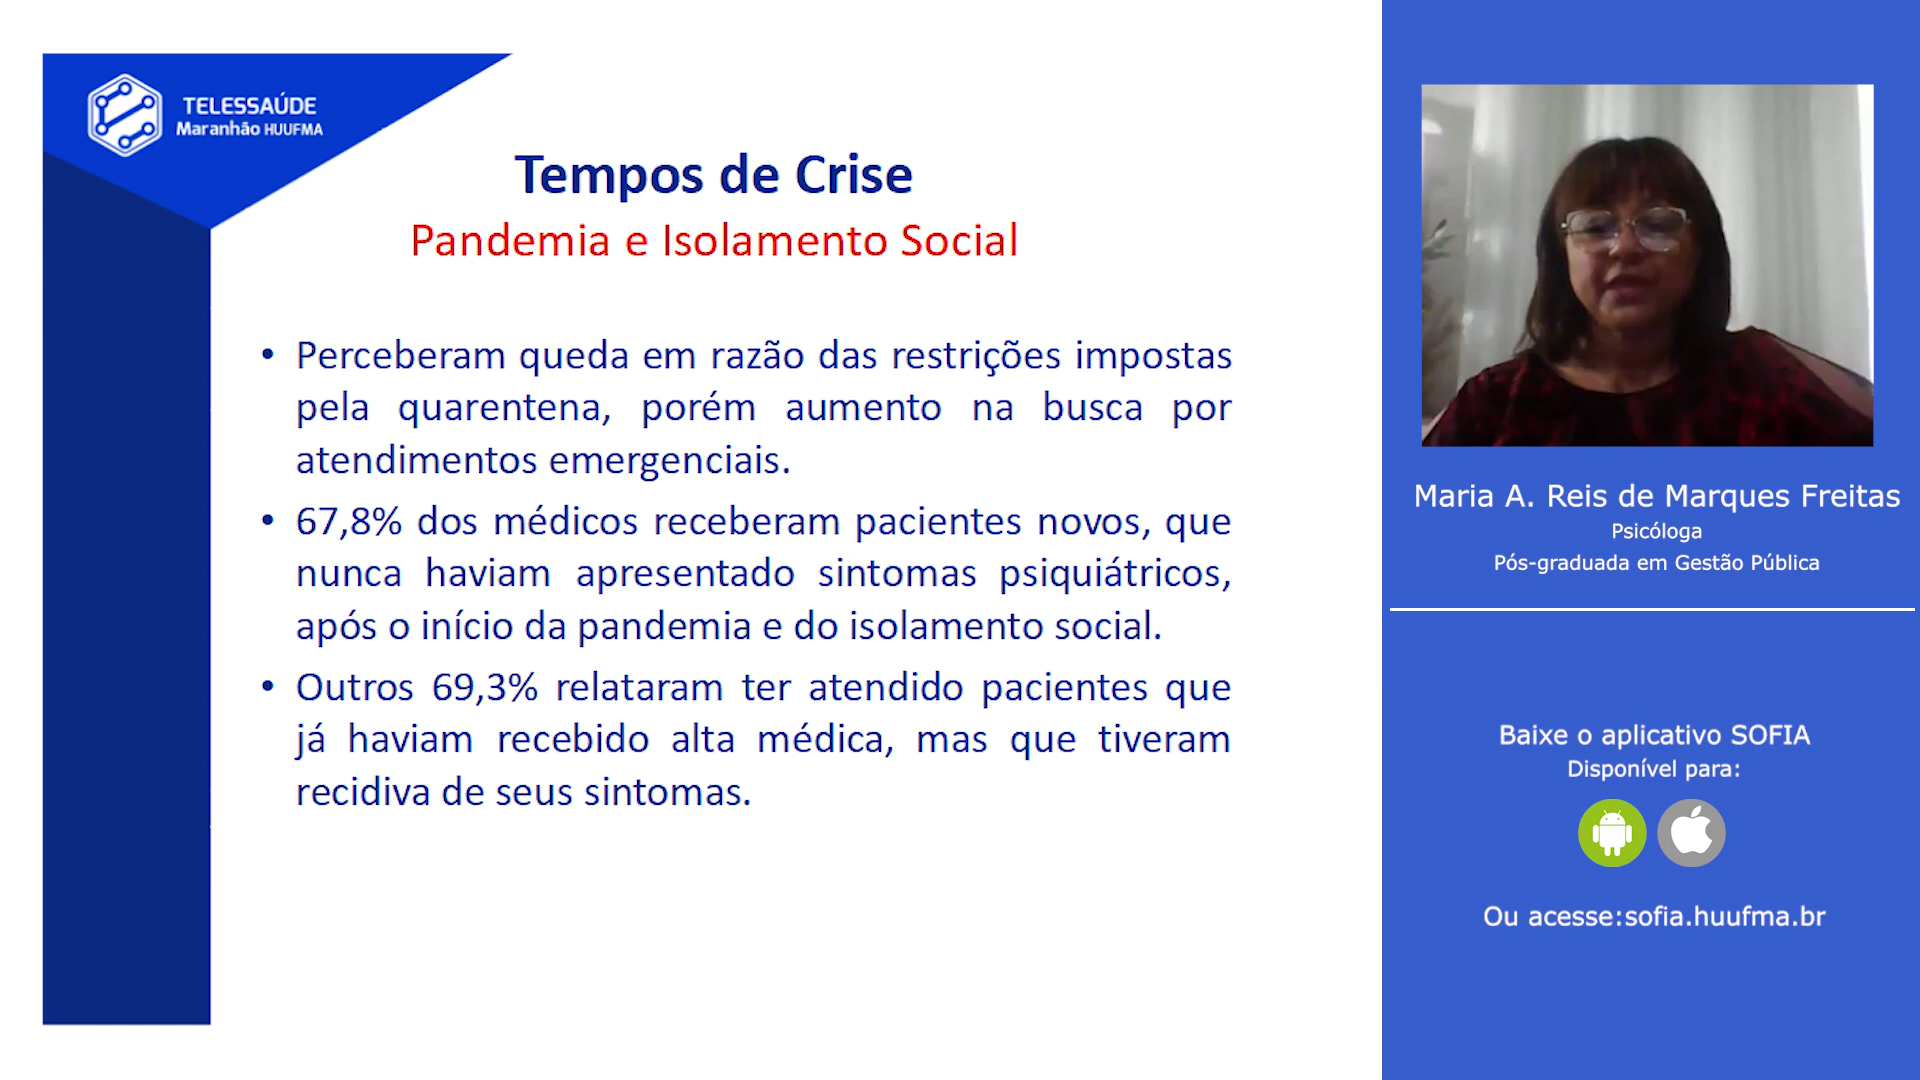 TELESSAÚDE
Maranhão HUUFMA
Tempos de Crise
Pandemia e Isolamento Social
• Perceberam queda em razão das restrições impostas
pela quarentena, porém aumento na busca por
atendimentos emergenciais.
• 67,8% dos médicos receberam pacientes novos, que
nunca haviam apresentado sintomas psiquiátricos,
após o início da pandemia e do isolamento social.
• Outros 69,3% relataram ter atendido pacientes que
já haviam recebido alta médica, mas que tiveram
recidiva de seus sintomas.
Maria A. Reis de Marques Freitas
Psicóloga
Pós-graduada em Gestão Pública
Baixe o aplicativo SOFIA
Disponível para:
Ou acesse:sofia.huufma.br